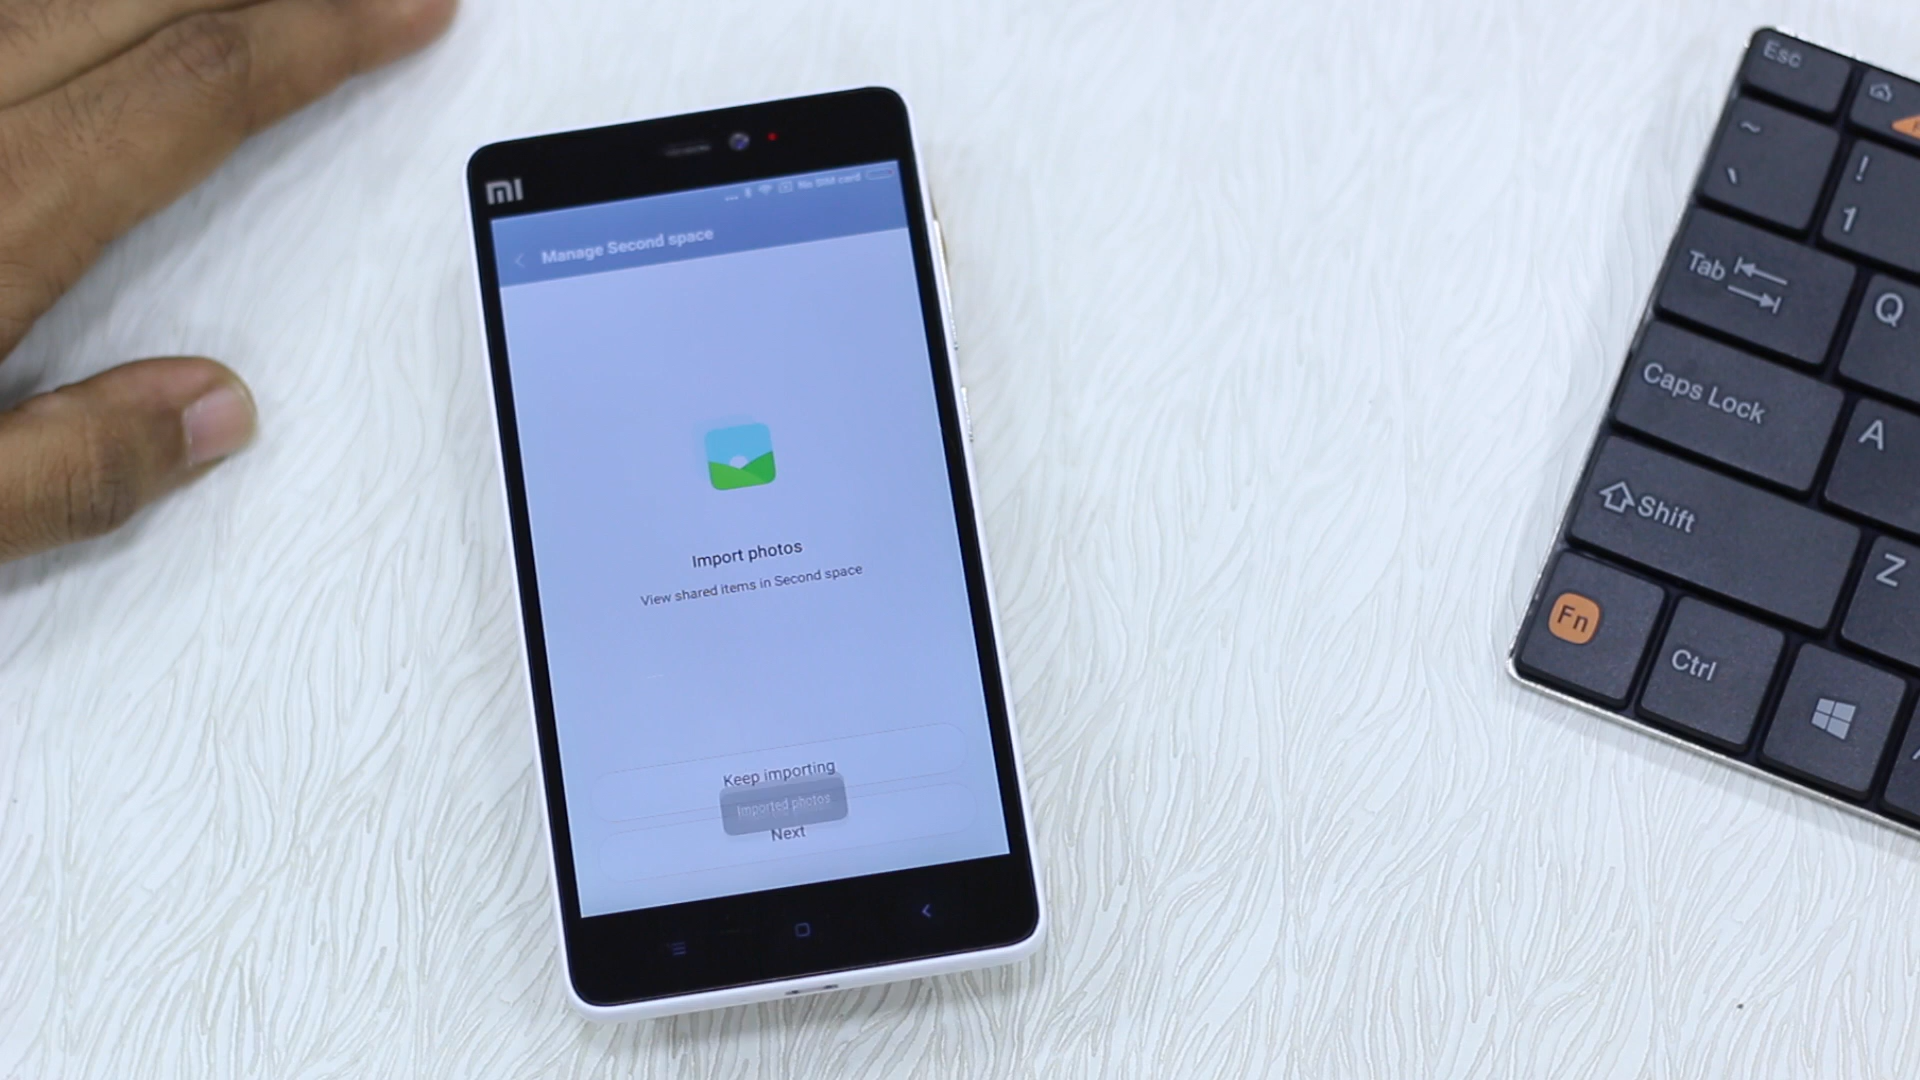 mi
No SIM card
Manage Second space
Import photos
View shared items in Second space
Keep importing
Imported photos
Next
Esc
~
`
!
1
Tab
Q
Caps Lock
A
Shift
Z
Fn
Ctrl